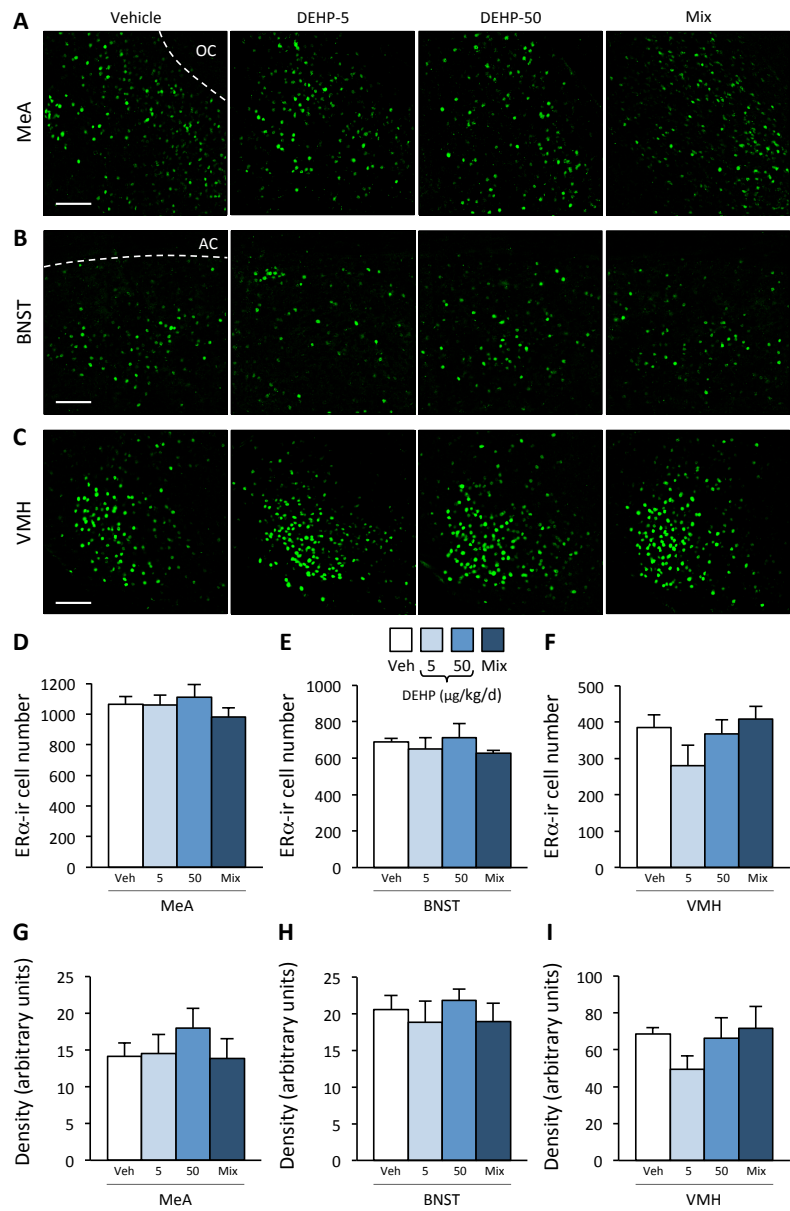 A Vehicle DEHP-5 DEHP-50 Mix
OC
MeA
B
AC
BNST
C
VMH
D E F
Veh 5 50 Mix
DEHP (μg/kg/d)
ERα-ir cell number
1200
1000
800
600
400
200
0
Veh 5 50 Mix
MeA
ERα-ir cell number
1000
800
600
400
200
0
Veh 5 50 Mix
BNST
ERα-ir cell number
500
400
300
200
100
0
Veh 5 50 Mix
VMH
G H I
Density (arbitrary units)
25
20
15
10
5
0
Veh 5 50 Mix
MeA
Density (arbitrary units)
25
20
15
10
5
0
Veh 5 50 Mix
BNST
Density (arbitrary units)
100
80
60
40
20
0
Veh 5 50 Mix
VMH